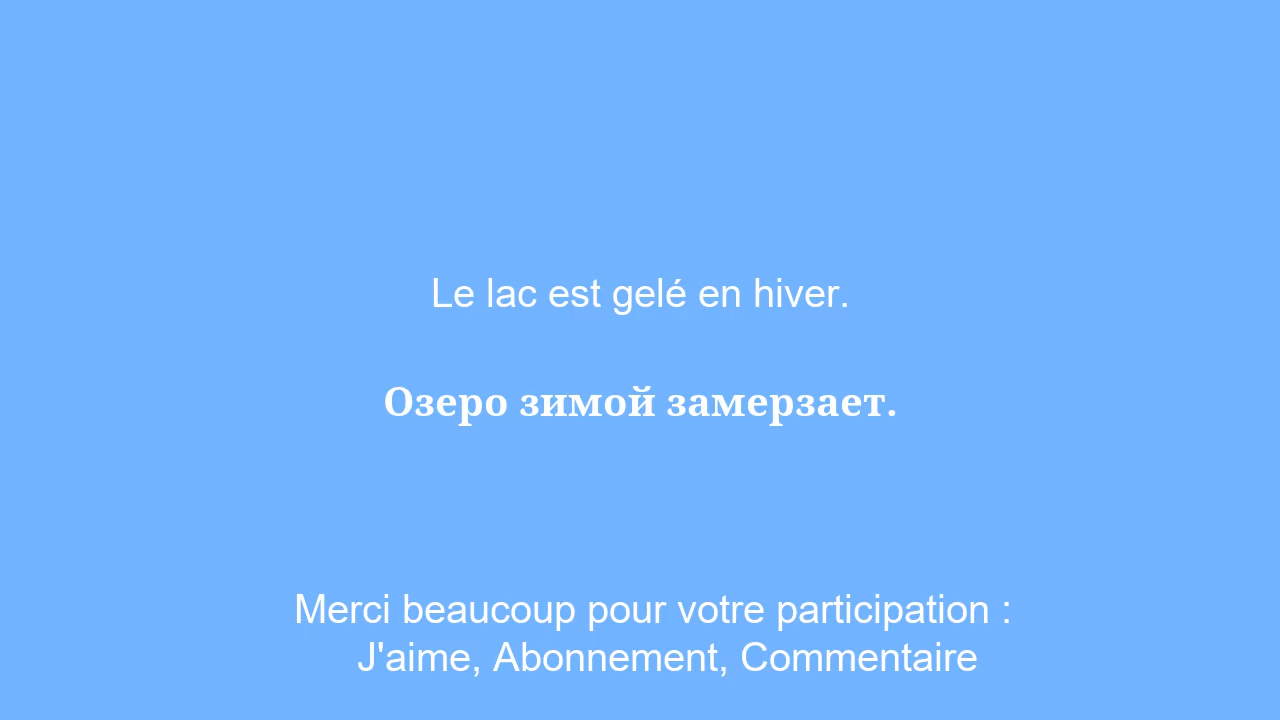 Le lac est gelé en hiver.
Озеро зимой замерзает.
Merci beaucoup pour votre participation :
J'aime, Abonnement, Commentaire